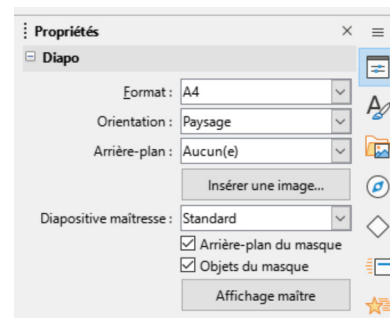 Propriétés
Diapo
Format : A4
Orientation : Paysage
Arrière-plan : Aucun(e)
Insérer une image...
Diapositive maîtresse : Standard
Arrière-plan du masque
Objets du masque
Affichage maître